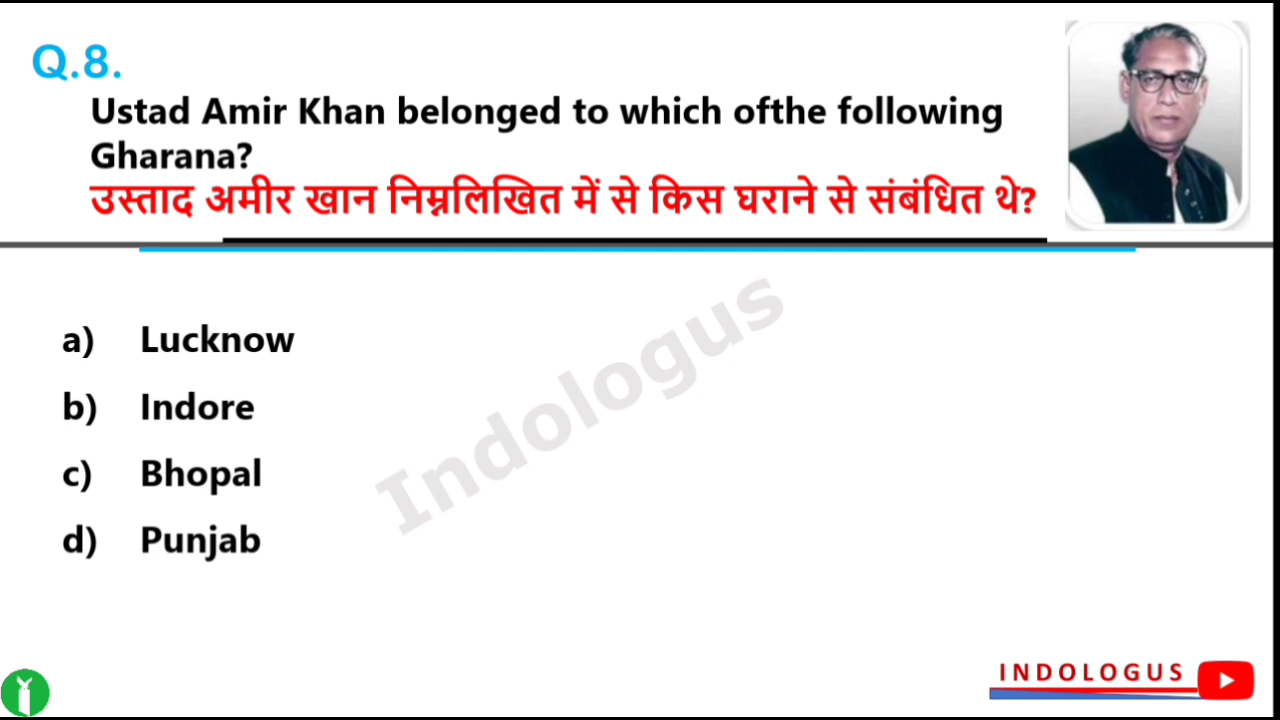 Q.8.
Ustad Amir Khan belonged to which ofthe following
Gharana?
उस्ताद अमीर खान निम्नलिखित में से किस घराने से संबंधित थे?
a) Lucknow
b) Indore
c) Bhopal
d) Punjab
Indologus
INDOLOGUS